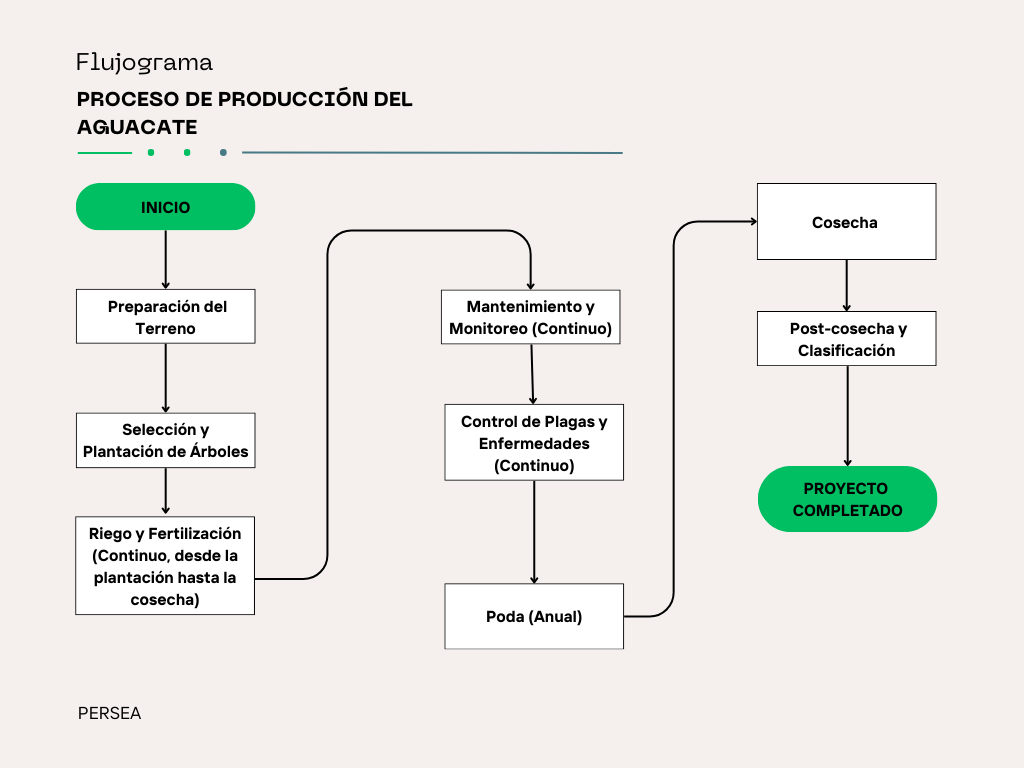 Flujograma
PROCESO DE PRODUCCIÓN DEL
AGUACATE
INICIO
Preparación del
Terreno
Selección y
Plantación de Árboles
Riego y Fertilización
(Continuo, desde la
plantación hasta la
cosecha)
Mantenimiento y
Monitoreo (Continuo)
Control de Plagas y
Enfermedades
(Continuo)
Poda (Anual)
Cosecha
Post-cosecha y
Clasificación
PROYECTO
COMPLETADO
PERSEA